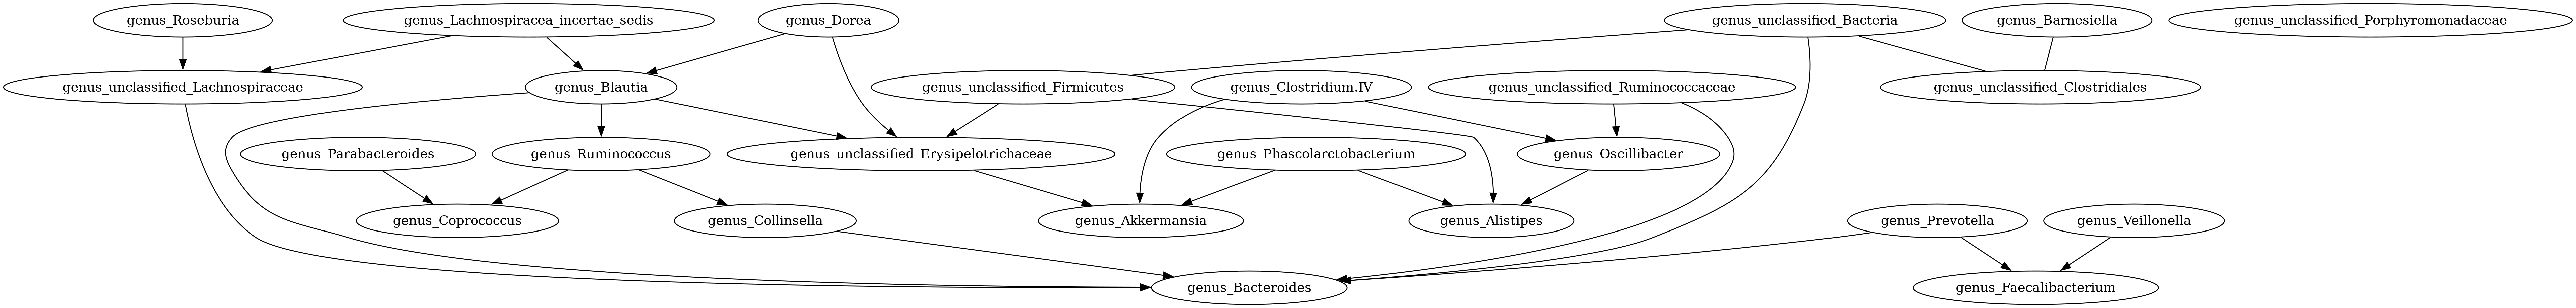 genus_Roseburia
genus_Lachnospiracea_incertae_sedis
genus_Dorea
genus_unclassified_Bacteria
genus_Barnesiella
genus_unclassified_Porphyromonadaceae
genus_unclassified_Lachnospiraceae
genus_Blautia
genus_unclassified_Firmicutes
genus_Clostridium.IV
genus_unclassified_Ruminococcaceae
genus_unclassified_Clostridiales
genus_Parabacteroides
genus_Ruminococcus
genus_unclassified_Erysipelotrichaceae
genus_Phascolarctobacterium
genus_Oscillibacter
genus_Coprococcus
genus_Collinsella
genus_Akkermansia
genus_Alistipes
genus_Prevotella
genus_Veillonella
genus_Bacteroides
genus_Faecalibacterium